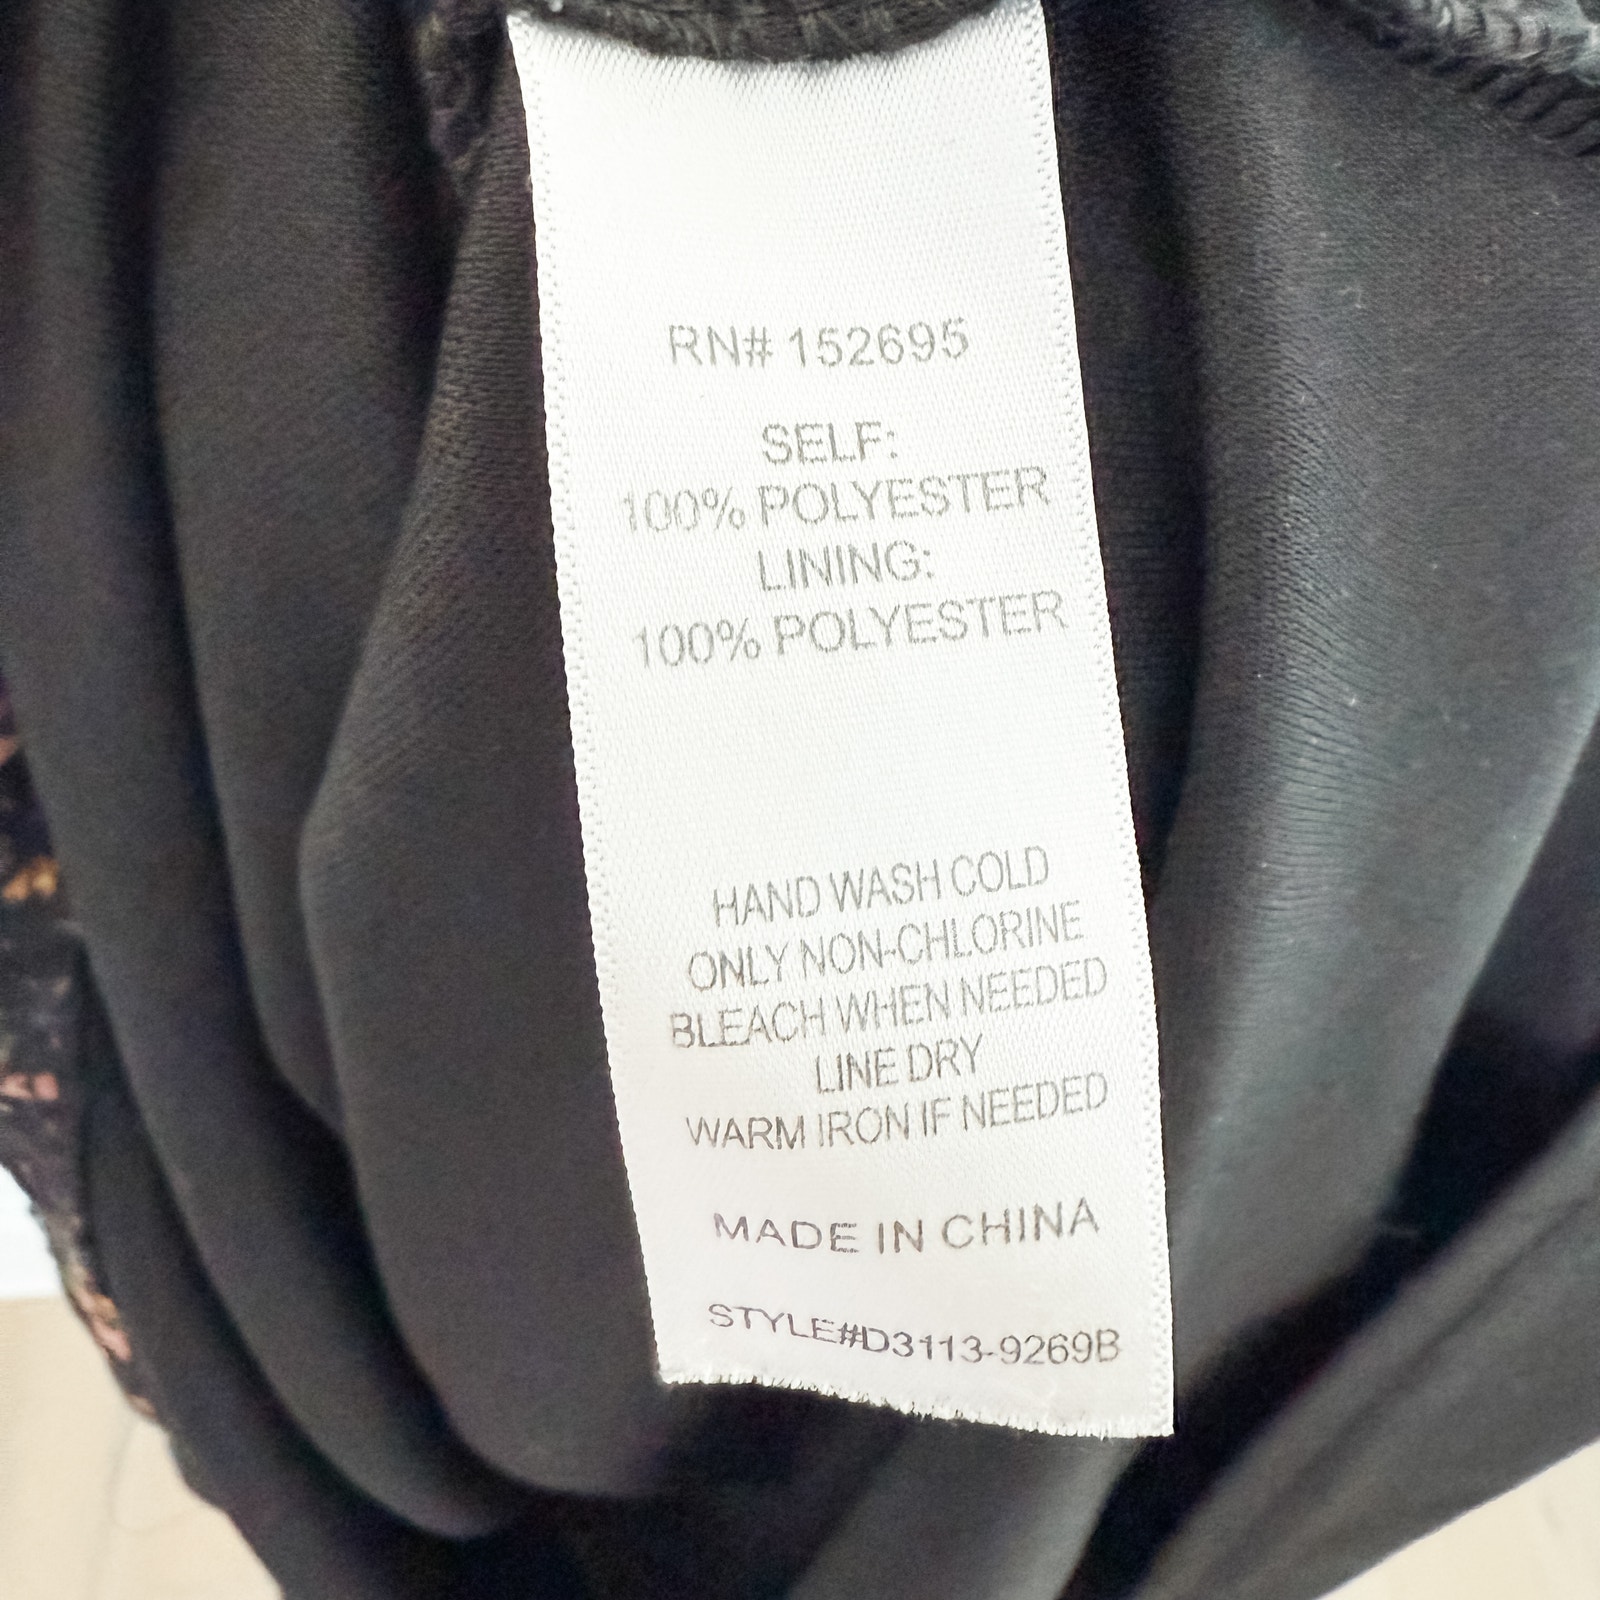 RN# 152695
SELF:
100% POLYESTER
LINING:
100% POLYESTER
HAND WASH COLD
ONLY NON-CHLORINE
BLEACH WHEN NEEDED
LINE DRY
WARM IRON IF NEEDED
MADE IN CHINA
STYLE#D3113-9269B